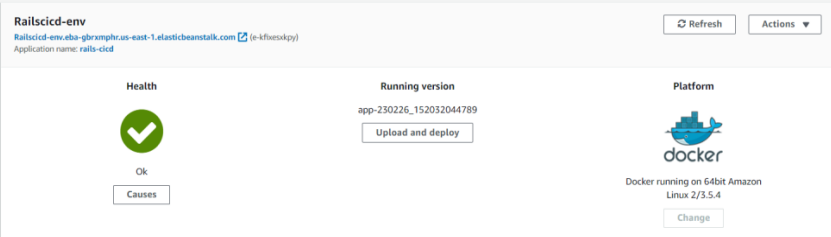 Railscicd-env
Refresh
Actions
Railscicd-env.eba-gbrxmphr.us-east-1.elasticbeanstalk.com (e-kfixesxkpy)
Application name: rails-cicd
Health
Running version
Platform
app-230226_152032044789
Upload and deploy
docker
Ok
Docker running on 64bit Amazon
Linux 2/3.5.4
Causes
Change